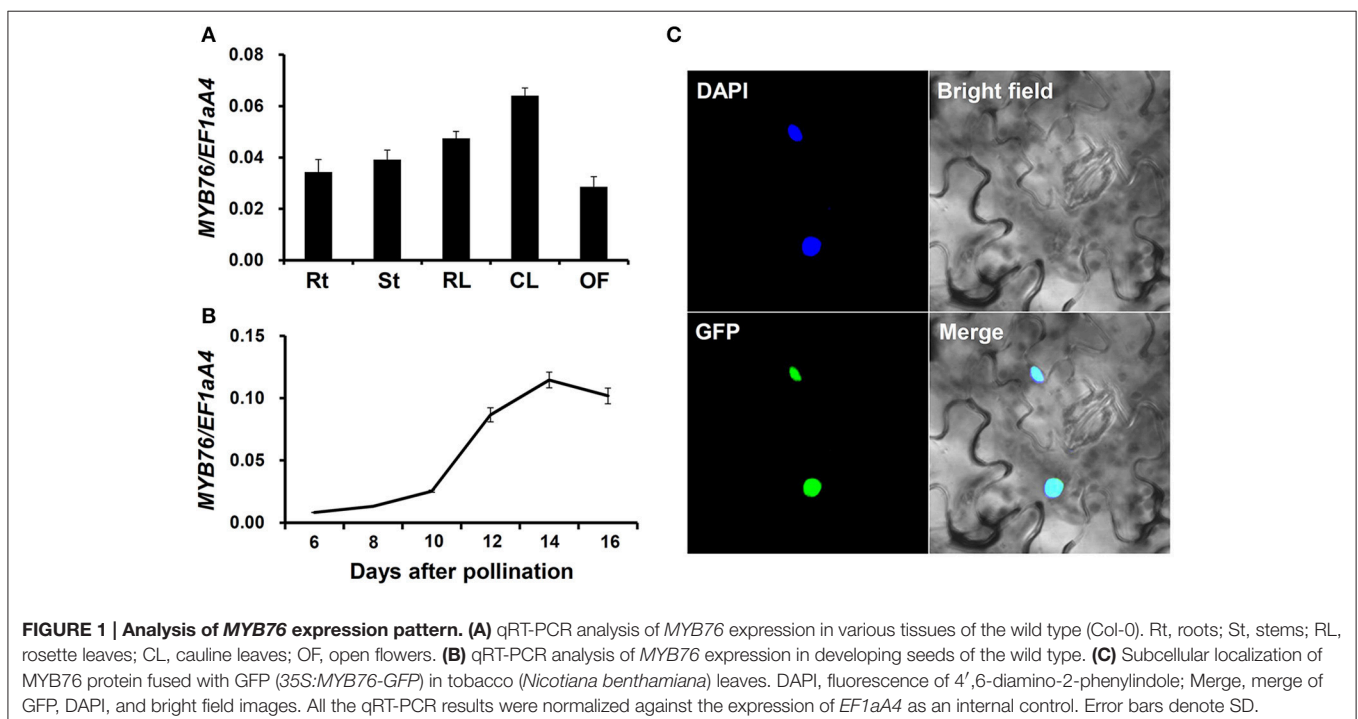 A
MYB76/EF1aA4
0.08
0.06
0.04
0.02
0.00
Rt St RL CL OF
B
MYB76/EF1aA4
0.15
0.10
0.05
0.00
6 8 10 12 14 16
Days after pollination
C
DAPI
Bright field
GFP
Merge
FIGURE 1 | Analysis of MYB76 expression pattern. (A) qRT-PCR analysis of MYB76 expression in various tissues of the wild type (Col-0). Rt, roots; St, stems; RL,
rosette leaves; CL, cauline leaves; OF, open flowers. (B) qRT-PCR analysis of MYB76 expression in developing seeds of the wild type. (C) Subcellular localization of
MYB76 protein fused with GFP (35S:MYB76-GFP) in tobacco (Nicotiana benthamiana) leaves. DAPI, fluorescence of 4′,6-diamino-2-phenylindole; Merge, merge of
GFP, DAPI, and bright field images. All the qRT-PCR results were normalized against the expression of EF1aA4 as an internal control. Error bars denote SD.